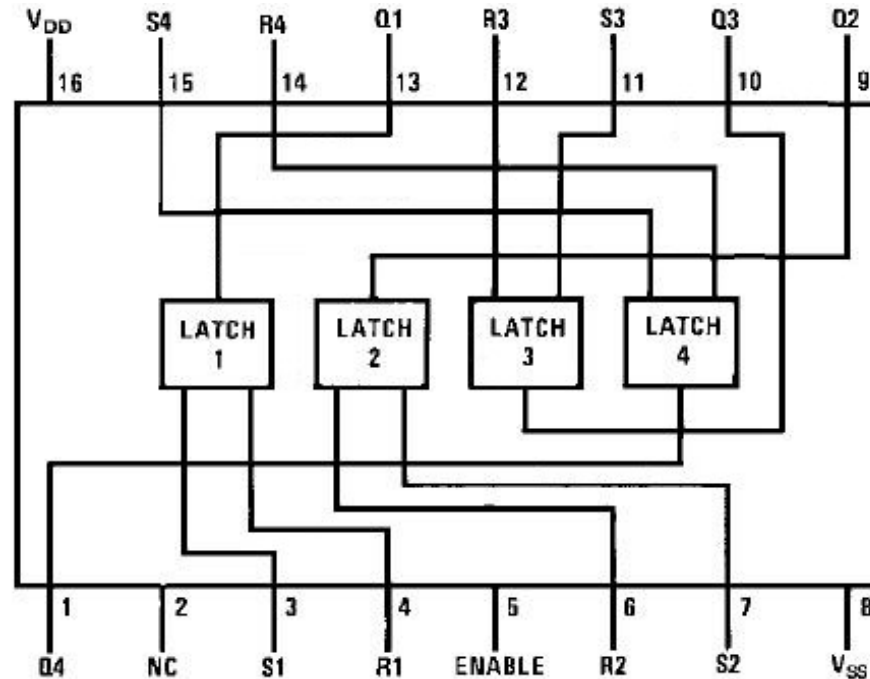 V_DD S4 R4 Q1 R3 S3 Q3 Q2
16 15 14 13 12 11 10 9
LATCH LATCH LATCH LATCH
1 2 3 4
1 2 3 4 5 6 7 8
Q4 NC S1 R1 ENABLE R2 S2 V_SS